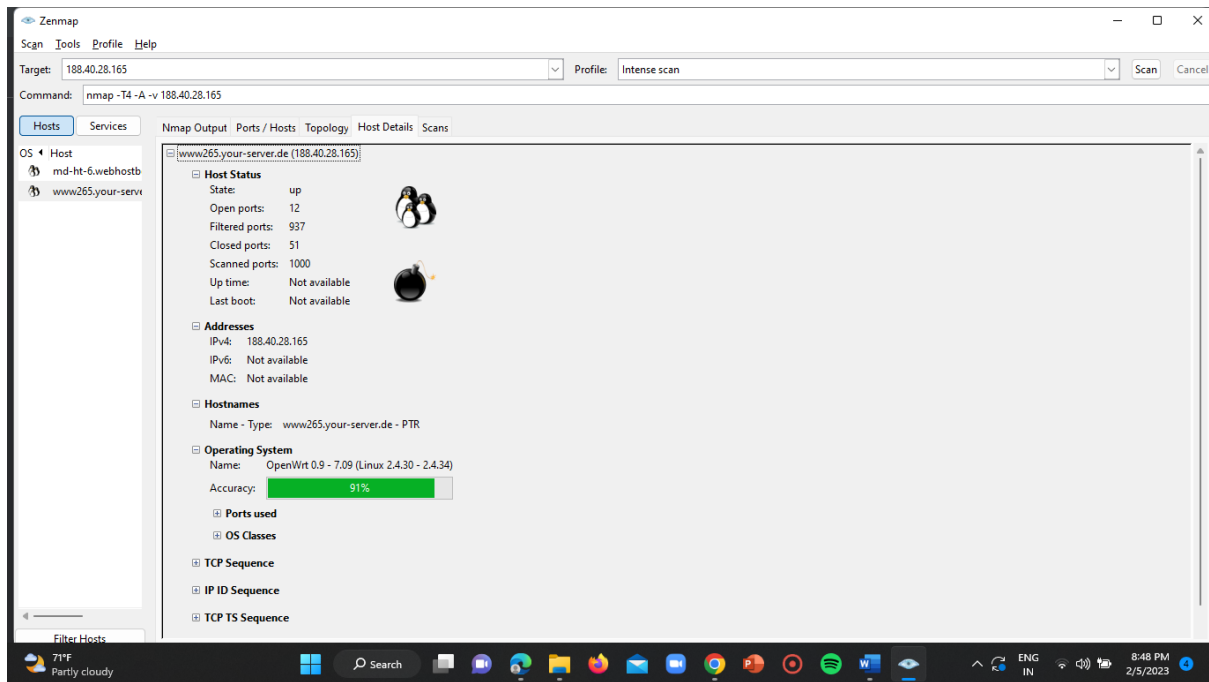 Zenmap
Scan Tools Profile Help
Target: 188.40.28.165 Profile: Intense scan Scan Cancel
Command: nmap -T4 -A -v 188.40.28.165
Hosts Services Nmap Output Ports / Hosts Topology Host Details Scans
OS Host
md-ht-6.webhostb
www265.your-serve
www265.your-server.de (188.40.28.165)
Host Status
State: up
Open ports: 12
Filtered ports: 937
Closed ports: 51
Scanned ports: 1000
Up time: Not available
Last boot: Not available
Addresses
IPv4: 188.40.28.165
IPv6: Not available
MAC: Not available
Hostnames
Name - Type: www265.your-server.de - PTR
Operating System
Name: OpenWrt 0.9 - 7.09 (Linux 2.4.30 - 2.4.34)
Accuracy: 91%
Ports used
OS Classes
TCP Sequence
IP ID Sequence
TCP TS Sequence
Filter Hosts
71°F
Partly cloudy
Search
ENG
IN
8:48 PM
2/5/2023
4